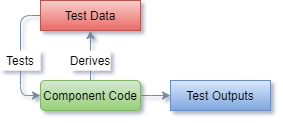 Test Data
Tests
Derives
Component Code
Test Outputs